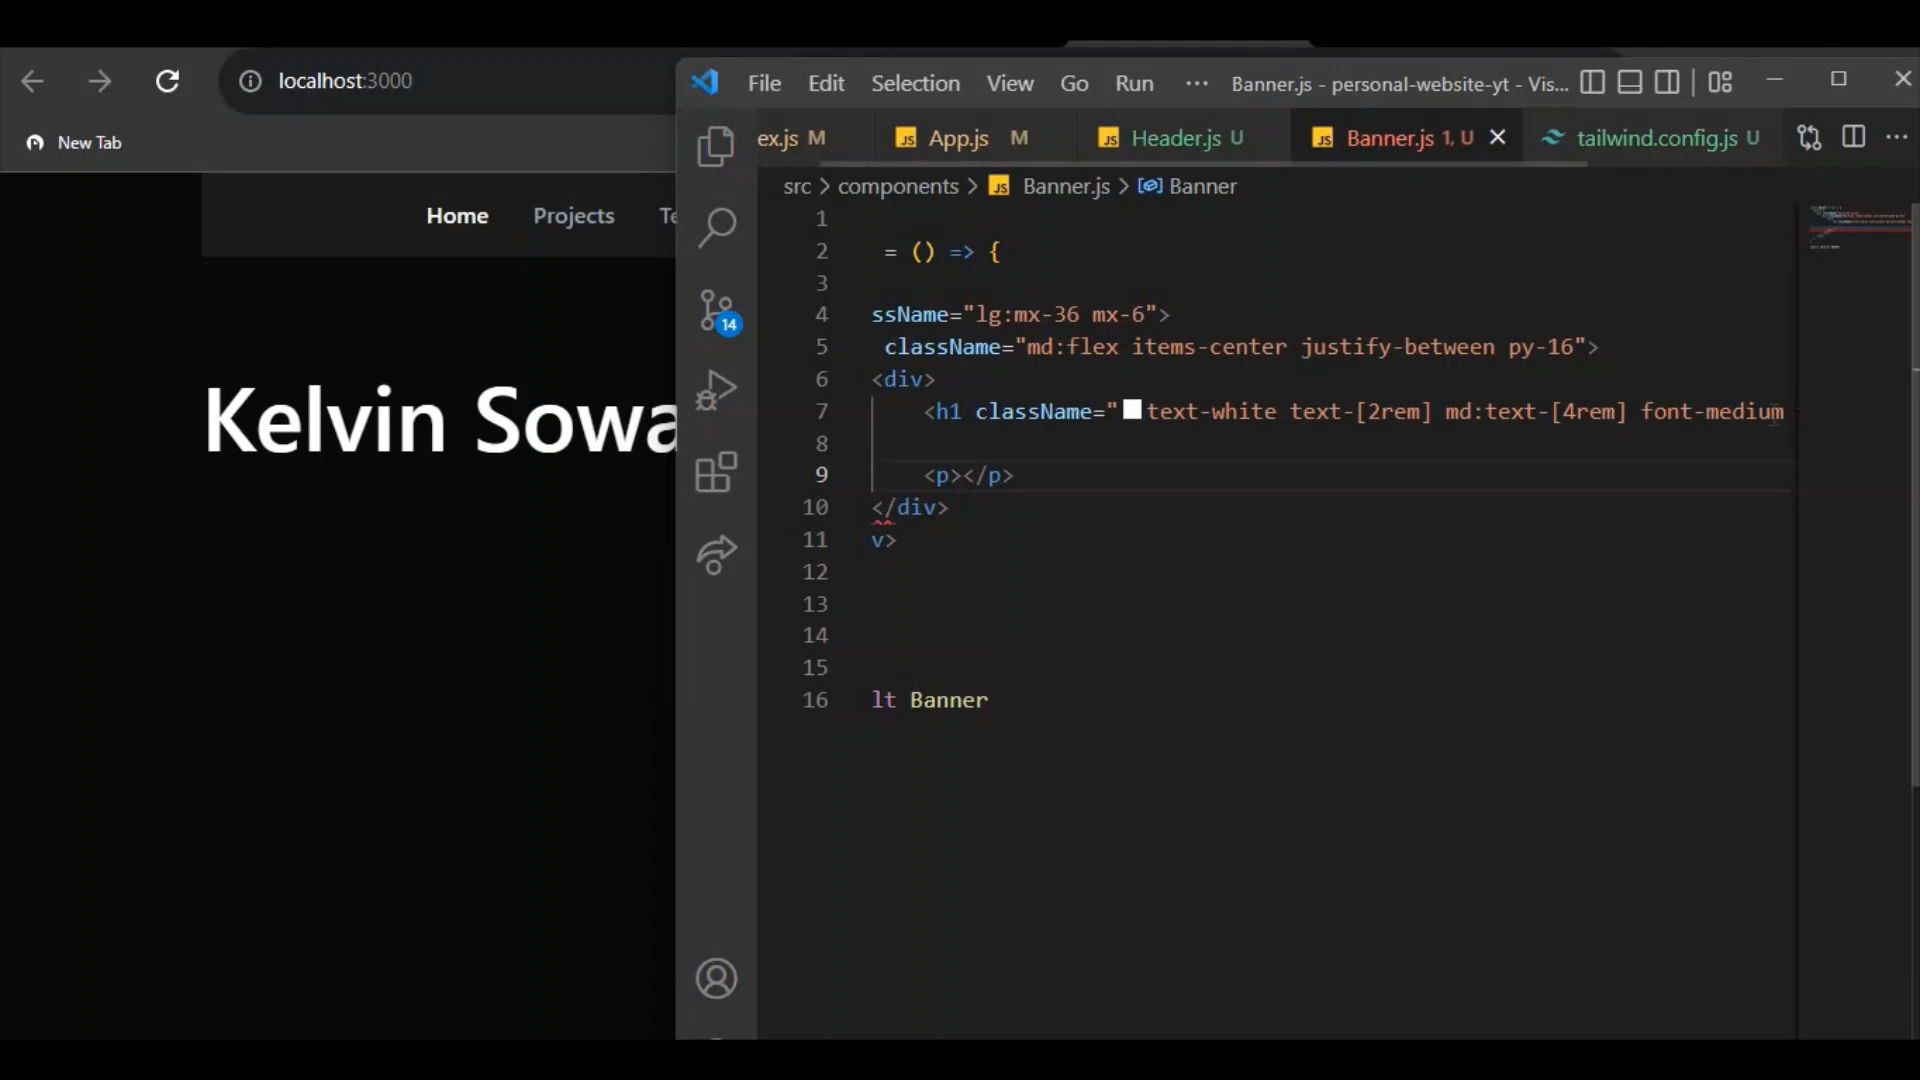 localhost:3000
New Tab
Home Projects
Kelvin Sowa
File Edit Selection View Go Run ··· Banner.js - personal-website-yt - Vis...
ex.js M App.js M Header.js U Banner.js 1, U tailwind.config.js U
src > components > JS Banner.js > Banner
14
1
2 = () => {
3
4 ssName="lg:mx-36 mx-6">
5 className="md:flex items-center justify-between py-16">
6 <div>
7 <h1 className="text-white text-[2rem] md:text-[4rem] font-medium
8
9 <p></p>
10 </div>
11 v>
12
13
14
15
16 lt Banner